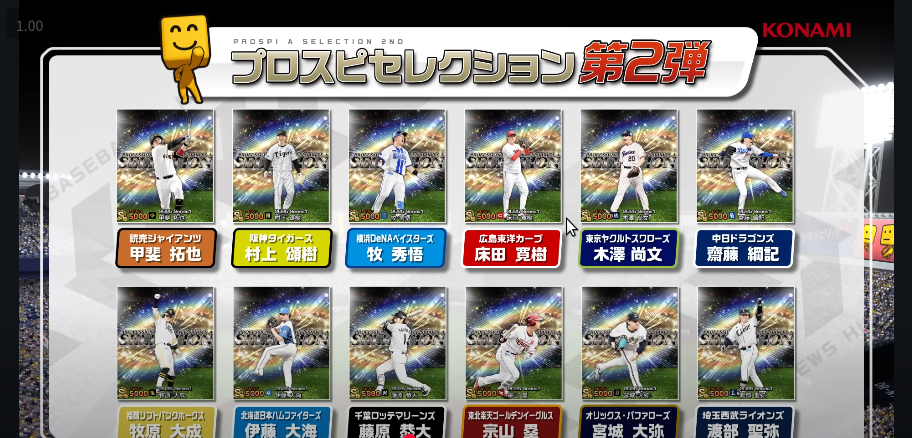 1.00
KONAMI
PROSPI A SELECTION 2ND
プロスピセレクション第2弾
読売ジャイアンツ
甲斐 拓也
阪神タイガース
村上 頌樹
横浜DeNAベイスターズ
牧 秀悟
広島東洋カープ
床田 寛樹
東京ヤクルトスワローズ
木澤 尚文
中日ドラゴンズ
齋藤 綱記
福岡ソフトバンクホークス
牧原 大成
北海道日本ハムファイターズ
伊藤 大海
千葉ロッテマリーンズ
藤原 恭大
東北楽天ゴールデンイーグルス
宗山 塁
オリックス・バファローズ
宮城 大弥
埼玉西武ライオンズ
渡部 聖弥